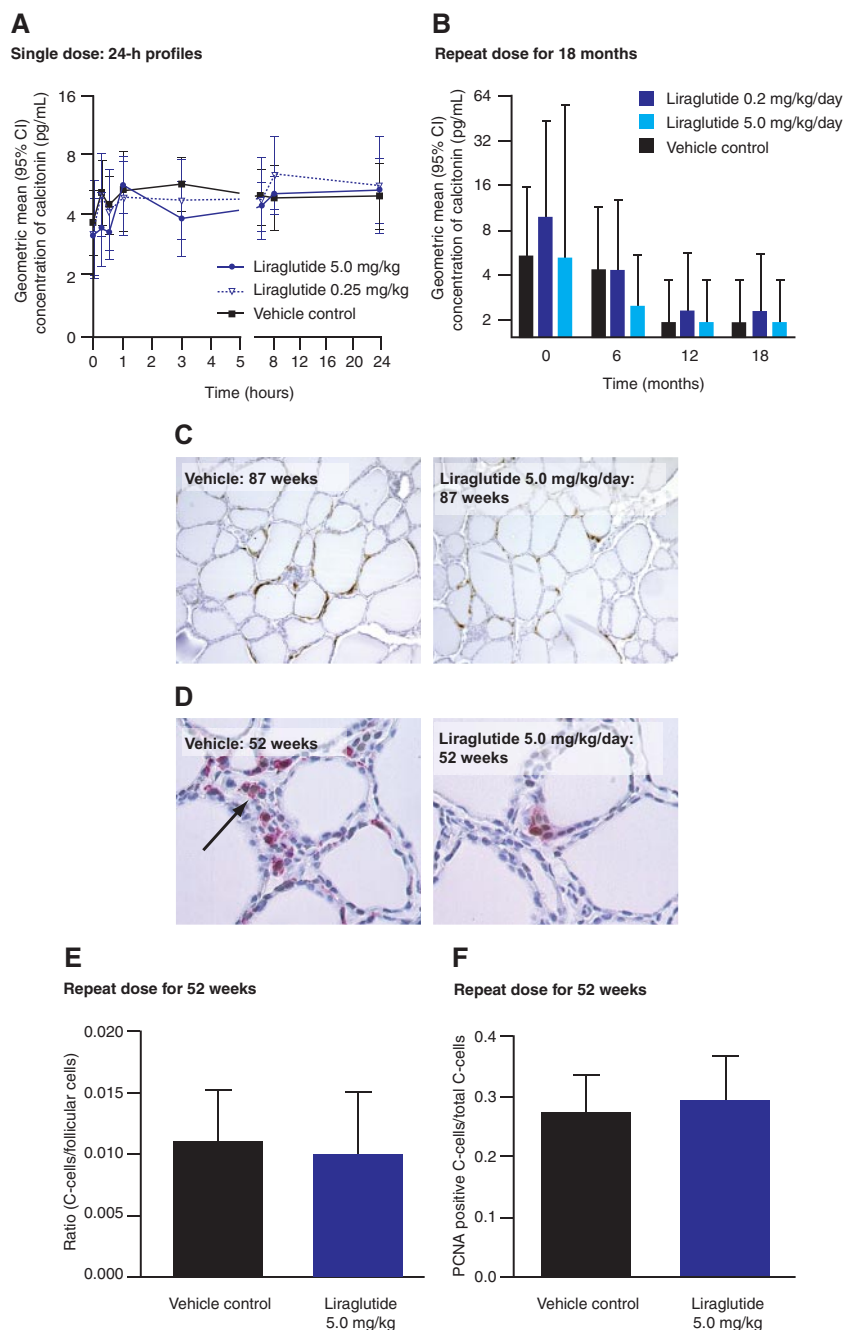 A
Single dose: 24-h profiles
Geometric mean (95% CI)
concentration of calcitonin (pg/mL)
16
8
4
2
0
Liraglutide 5.0 mg/kg
Liraglutide 0.25 mg/kg
Vehicle control
0 1 2 3 4 5 8 12 16 20 24
Time (hours)
B
Repeat dose for 18 months
Geometric mean (95% CI)
concentration of calcitonin (pg/mL)
64
32
16
8
4
2
Liraglutide 0.2 mg/kg/day
Liraglutide 5.0 mg/kg/day
Vehicle control
0 6 12 18
Time (months)
C
Vehicle: 87 weeks
Liraglutide 5.0 mg/kg/day:
87 weeks
D
Vehicle: 52 weeks
Liraglutide 5.0 mg/kg/day:
52 weeks
E
Repeat dose for 52 weeks
Ratio (C-cells/follicular cells)
0.020
0.015
0.010
0.005
0.000
Vehicle control
Liraglutide
5.0 mg/kg
F
Repeat dose for 52 weeks
PCNA positive C-cells/total C-cells
0.4
0.3
0.2
0.1
0.0
Vehicle control
Liraglutide
5.0 mg/kg